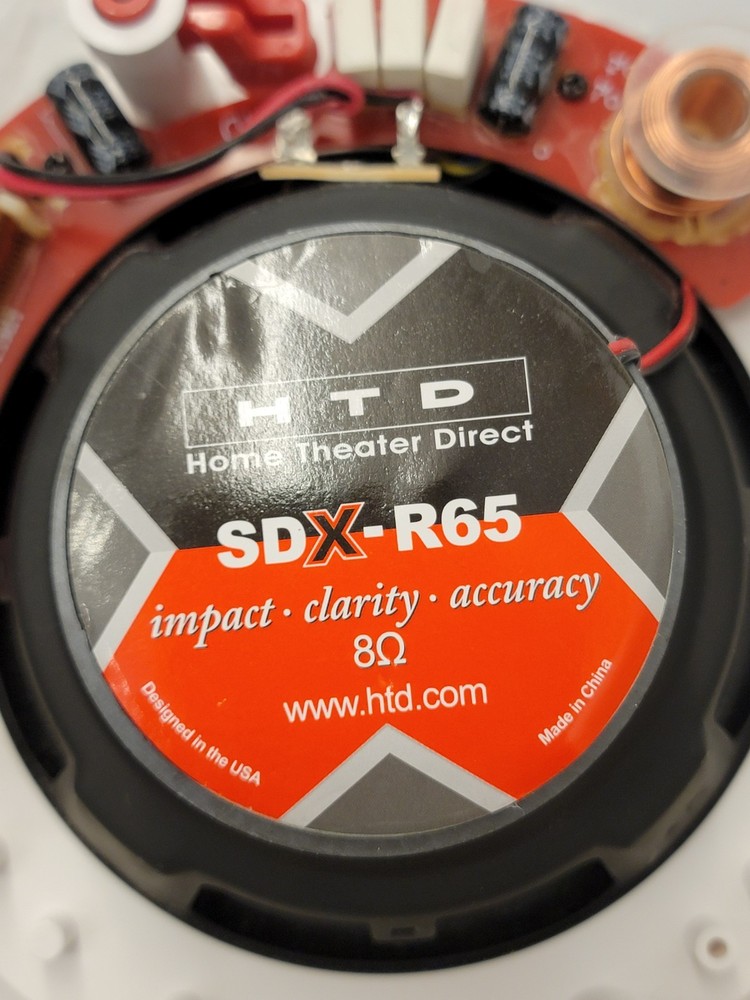 HTD
Home Theater Direct
SDX-R65
impact · clarity · accuracy
8Ω
www.htd.com
Designed in the USA
Made in China